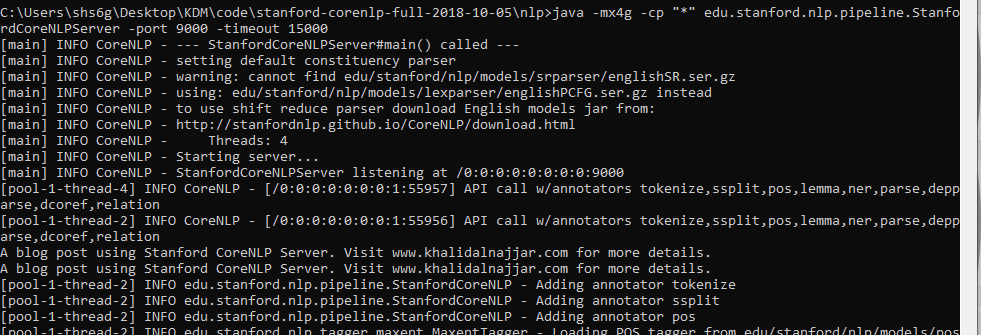 C:\Users\shs6g\Desktop\KDM\code\stanford-corenlp-full-2018-10-05\nlp>java -mx4g -cp "*" edu.stanford.nlp.pipeline.Stanfo
rdCoreNLPServer -port 9000 -timeout 15000
[main] INFO CoreNLP - --- StanfordCoreNLPServer#main() called ---
[main] INFO CoreNLP - setting default constituency parser
[main] INFO CoreNLP - warning: cannot find edu/stanford/nlp/models/srparser/englishSR.ser.gz
[main] INFO CoreNLP - using: edu/stanford/nlp/models/lexparser/englishPCFG.ser.gz instead
[main] INFO CoreNLP - to use shift reduce parser download English models jar from:
[main] INFO CoreNLP - http://stanfordnlp.github.io/CoreNLP/download.html
[main] INFO CoreNLP -     Threads: 4
[main] INFO CoreNLP - Starting server...
[main] INFO CoreNLP - StanfordCoreNLPServer listening at /0:0:0:0:0:0:0:0:9000
[pool-1-thread-4] INFO CoreNLP - [/0:0:0:0:0:0:0:1:55957] API call w/annotators tokenize,ssplit,pos,lemma,ner,parse,depp
arse,dcoref,relation
[pool-1-thread-2] INFO CoreNLP - [/0:0:0:0:0:0:0:1:55956] API call w/annotators tokenize,ssplit,pos,lemma,ner,parse,depp
arse,dcoref,relation
A blog post using Stanford CoreNLP Server. Visit www.khalidalnajjar.com for more details.
A blog post using Stanford CoreNLP Server. Visit www.khalidalnajjar.com for more details.
[pool-1-thread-2] INFO edu.stanford.nlp.pipeline.StanfordCoreNLP - Adding annotator tokenize
[pool-1-thread-2] INFO edu.stanford.nlp.pipeline.StanfordCoreNLP - Adding annotator ssplit
[pool-1-thread-2] INFO edu.stanford.nlp.pipeline.StanfordCoreNLP - Adding annotator pos
[pool-1-thread-2] INFO edu.stanford.nlp.tagger.maxent.MaxentTagger - Loading POS tagger from edu/stanford/nlp/models/pos